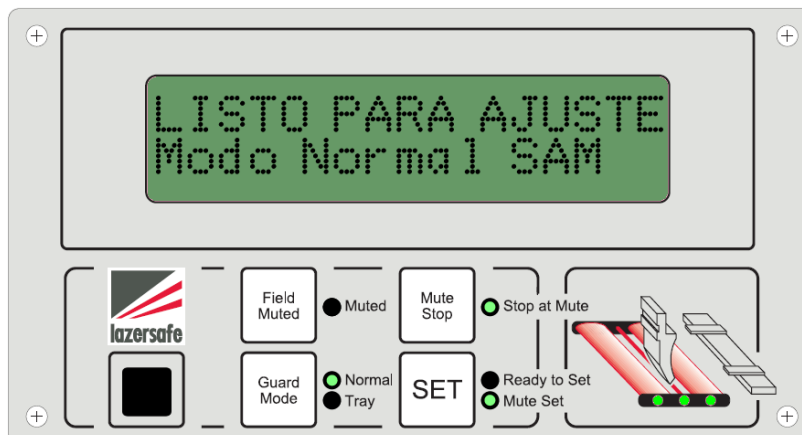 LISTO PARA AJUSTE
Modo Normal SAM
lazersafe
Field
Muted
Muted
Mute
Stop
Stop at Mute
Guard
Mode
Normal
Tray
SET
Ready to Set
Mute Set